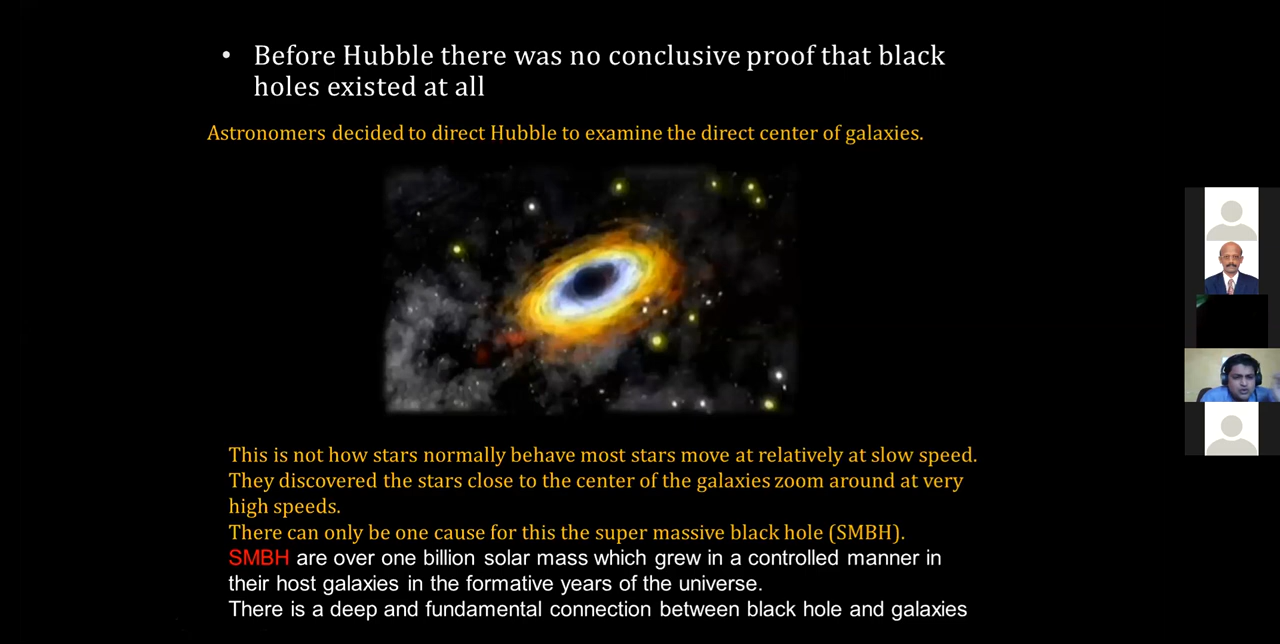 • Before Hubble there was no conclusive proof that black
holes existed at all
Astronomers decided to direct Hubble to examine the direct center of galaxies.
This is not how stars normally behave most stars move at relatively at slow speed.
They discovered the stars close to the center of the galaxies zoom around at very
high speeds.
There can only be one cause for this the super massive black hole (SMBH).
SMBH are over one billion solar mass which grew in a controlled manner in
their host galaxies in the formative years of the universe.
There is a deep and fundamental connection between black hole and galaxies